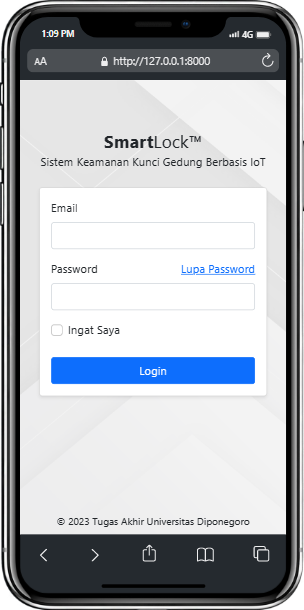 1:09 PM
4G
AA
http://127.0.0.1:8000
SmartLock™
Sistem Keamanan Kunci Gedung Berbasis IoT
Email
Password
Lupa Password
Ingat Saya
Login
© 2023 Tugas Akhir Universitas Diponegoro